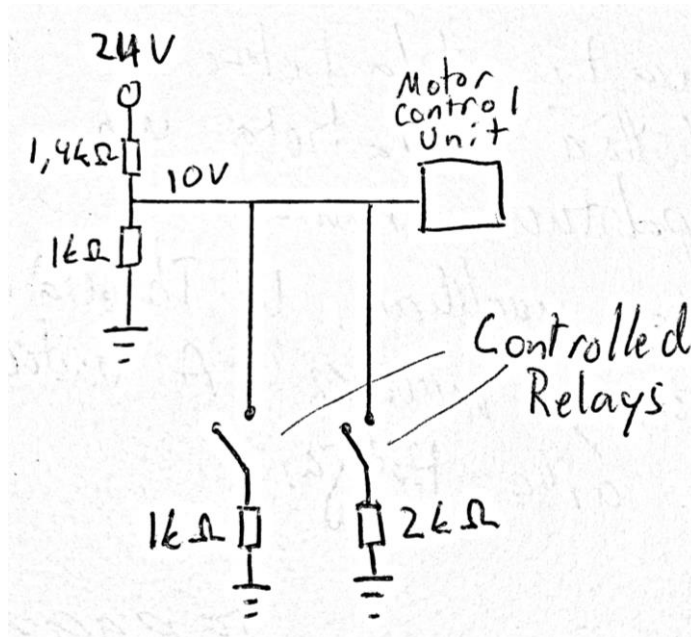 24V
Motor
Control
Unit
1,4kΩ
10V
1kΩ
Controlled
Relays
1kΩ
2kΩ